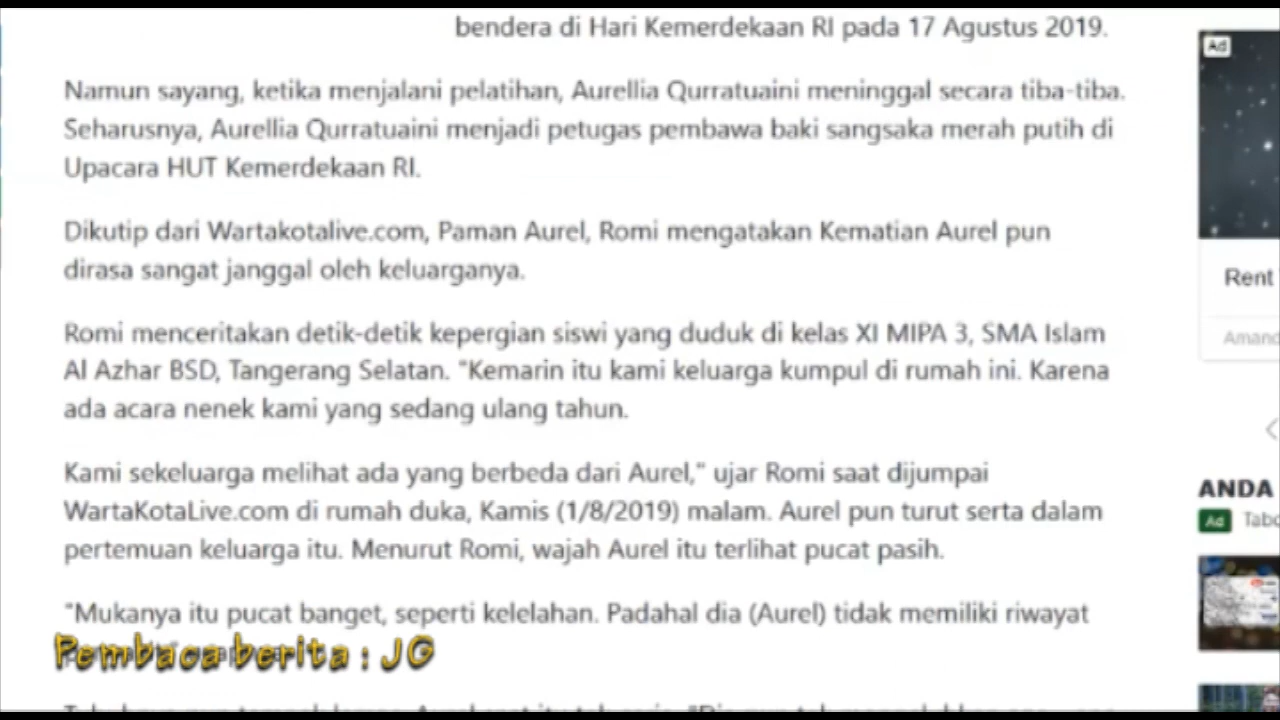 bendera di Hari Kemerdekaan RI pada 17 Agustus 2019.
Namun sayang, ketika menjalani pelatihan, Aurellia Qurratuaini meninggal secara tiba-tiba.
Seharusnya, Aurellia Qurratuaini menjadi petugas pembawa baki sangsaka merah putih di
Upacara HUT Kemerdekaan RI.
Dikutip dari Wartakotalive.com, Paman Aurel, Romi mengatakan Kematian Aurel pun
dirasa sangat janggal oleh keluarganya.
Romi menceritakan detik-detik kepergian siswi yang duduk di kelas XI MIPA 3, SMA Islam
Al Azhar BSD, Tangerang Selatan. "Kemarin itu kami keluarga kumpul di rumah ini. Karena
ada acara nenek kami yang sedang ulang tahun.
Kami sekeluarga melihat ada yang berbeda dari Aurel," ujar Romi saat dijumpai
WartaKotaLive.com di rumah duka, Kamis (1/8/2019) malam. Aurel pun turut serta dalam
pertemuan keluarga itu. Menurut Romi, wajah Aurel itu terlihat pucat pasih.
"Mukanya itu pucat banget, seperti kelelahan. Padahal dia (Aurel) tidak memiliki riwayat
Pembaca berita : JG
Ad
Rent
Amand
ANDA
Ad Tabo